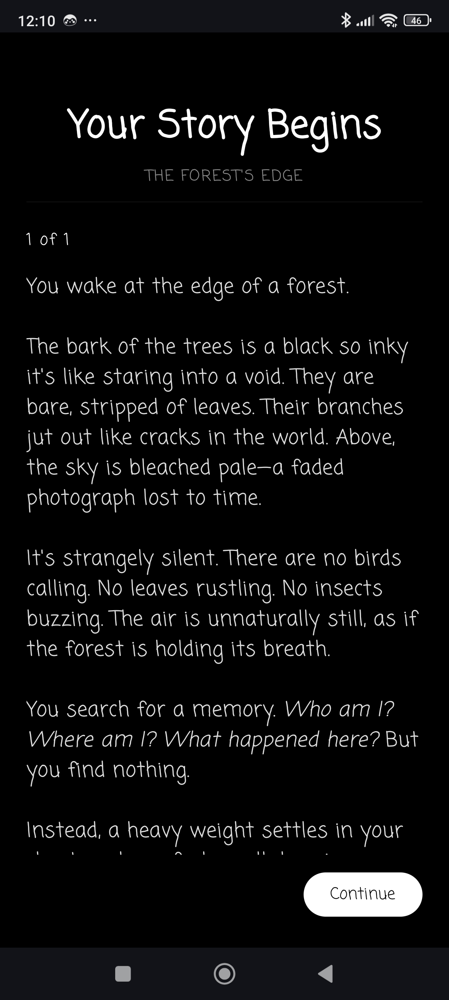 12:10
46
Your Story Begins
THE FOREST'S EDGE
1 of 1
You wake at the edge of a forest.
The bark of the trees is a black so inky
it's like staring into a void. They are
bare, stripped of leaves. Their branches
jut out like cracks in the world. Above,
the sky is bleached pale—a faded
photograph lost to time.
It's strangely silent. There are no birds
calling. No leaves rustling. No insects
buzzing. The air is unnaturally still, as if
the forest is holding its breath.
You search for a memory. Who am I?
Where am I? What happened here? But
you find nothing.
Instead, a heavy weight settles in your
Continue